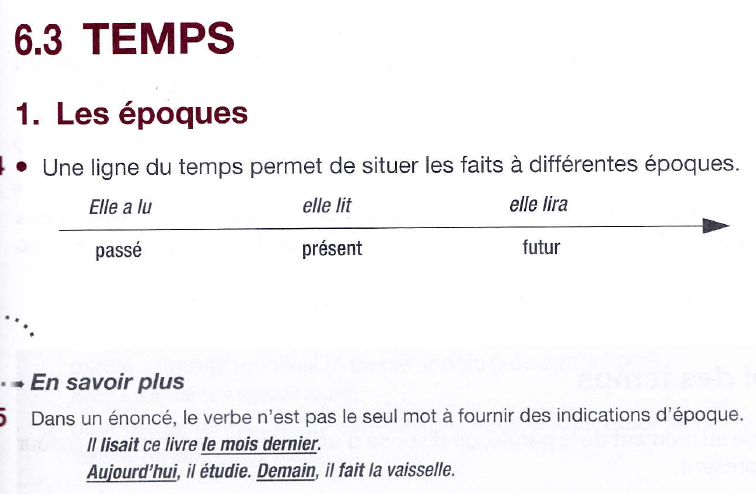 6.3 TEMPS
1. Les époques
• Une ligne du temps permet de situer les faits à différentes époques.
Elle a lu elle lit elle lira
passé présent futur
En savoir plus
Dans un énoncé, le verbe n'est pas le seul mot à fournir des indications d'époque.
Il lisait ce livre le mois dernier.
Aujourd'hui, il étudie. Demain, il fait la vaisselle.